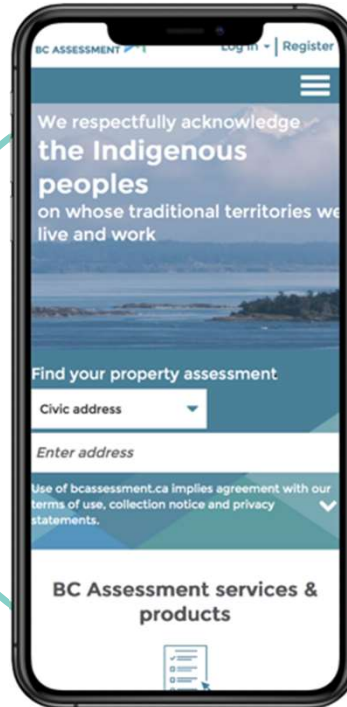 BC ASSESSMENT
Log in
Register
We respectfully acknowledge
the Indigenous
peoples
on whose traditional territories we
live and work
Find your property assessment
Civic address
Enter address
Use of bcassessment.ca implies agreement with our
terms of use, collection notice and privacy
statements.
BC Assessment services &
products